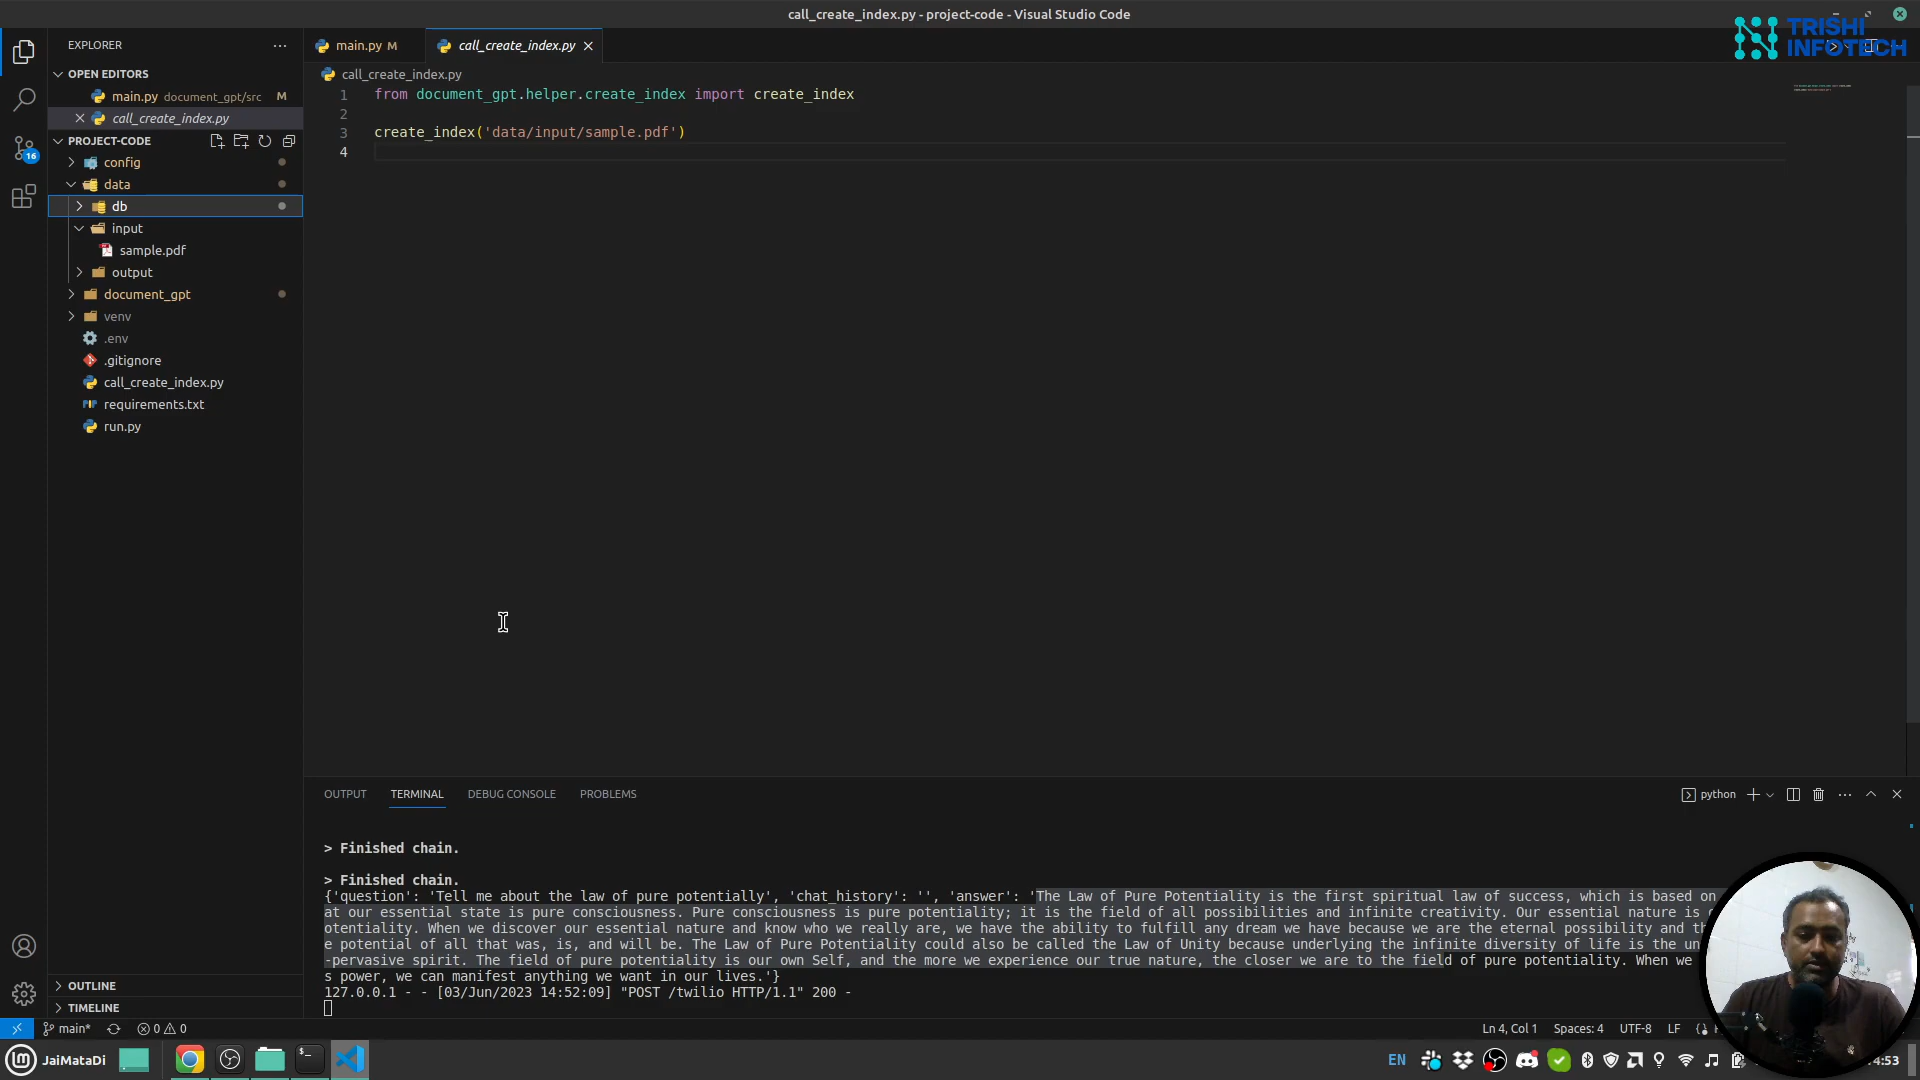 call_create_index.py - project-code - Visual Studio Code
TRISHI
INFOTECH
EXPLORER
OPEN EDITORS
main.py document_gpt/src M
call_create_index.py
PROJECT-CODE
config
data
db
input
sample.pdf
output
document_gpt
venv
.env
.gitignore
call_create_index.py
requirements.txt
run.py
OUTLINE
TIMELINE
main.py M
call_create_index.py
call_create_index.py
1 from document_gpt.helper.create_index import create_index
2
3 create_index('data/input/sample.pdf')
4
OUTPUT TERMINAL DEBUG CONSOLE PROBLEMS
python
> Finished chain.
> Finished chain.
{'question': 'Tell me about the law of pure potentially', 'chat_history': '', 'answer': 'The Law of Pure Potentiality is the first spiritual law of success, which is based on
at our essential state is pure consciousness. Pure consciousness is pure potentiality; it is the field of all possibilities and infinite creativity. Our essential nature is
otentiality. When we discover our essential nature and know who we really are, we have the ability to fulfill any dream we have because we are the eternal possibility and
e potential of all that was, is, and will be. The Law of Pure Potentiality could also be called the Law of Unity because underlying the infinite diversity of life is the
-pervasive spirit. The field of pure potentiality is our own Self, and the more we experience our true nature, the closer we are to the field of pure potentiality. When we
s power, we can manifest anything we want in our lives.'}
127.0.0.1 - - [03/Jun/2023 14:52:09] "POST /twilio HTTP/1.1" 200 -
16
main* 0 0
Ln 4, Col 1 Spaces: 4 UTF-8 LF
JaiMataDi
EN
4:53